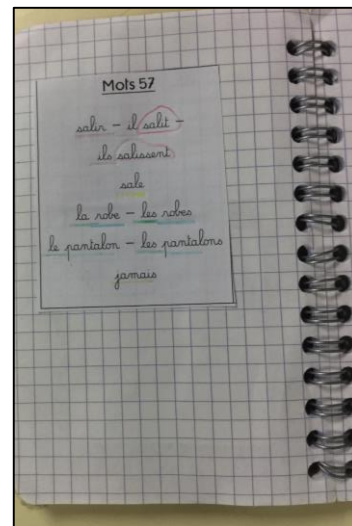 Mots 57
salir – il salit –
ils salissent
sale
la robe – les robes
le pantalon – les pantalons
jamais